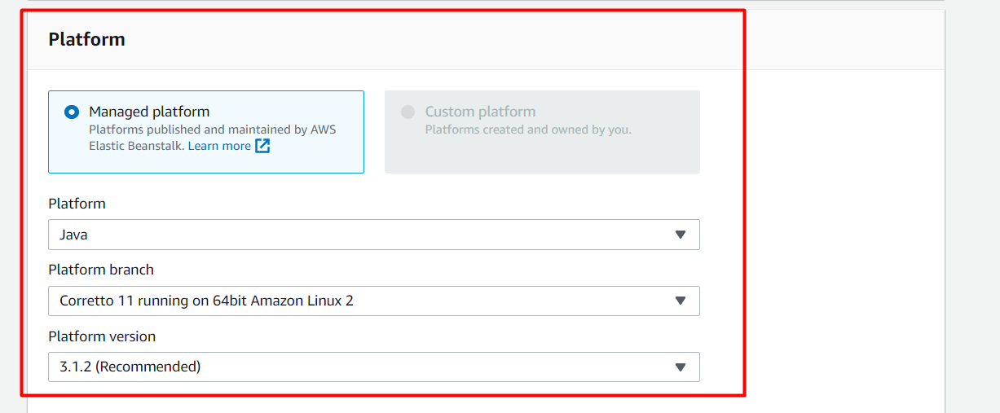 Platform
Managed platform
Platforms published and maintained by AWS
Elastic Beanstalk. Learn more
Custom platform
Platforms created and owned by you.
Platform
Java
Platform branch
Corretto 11 running on 64bit Amazon Linux 2
Platform version
3.1.2 (Recommended)